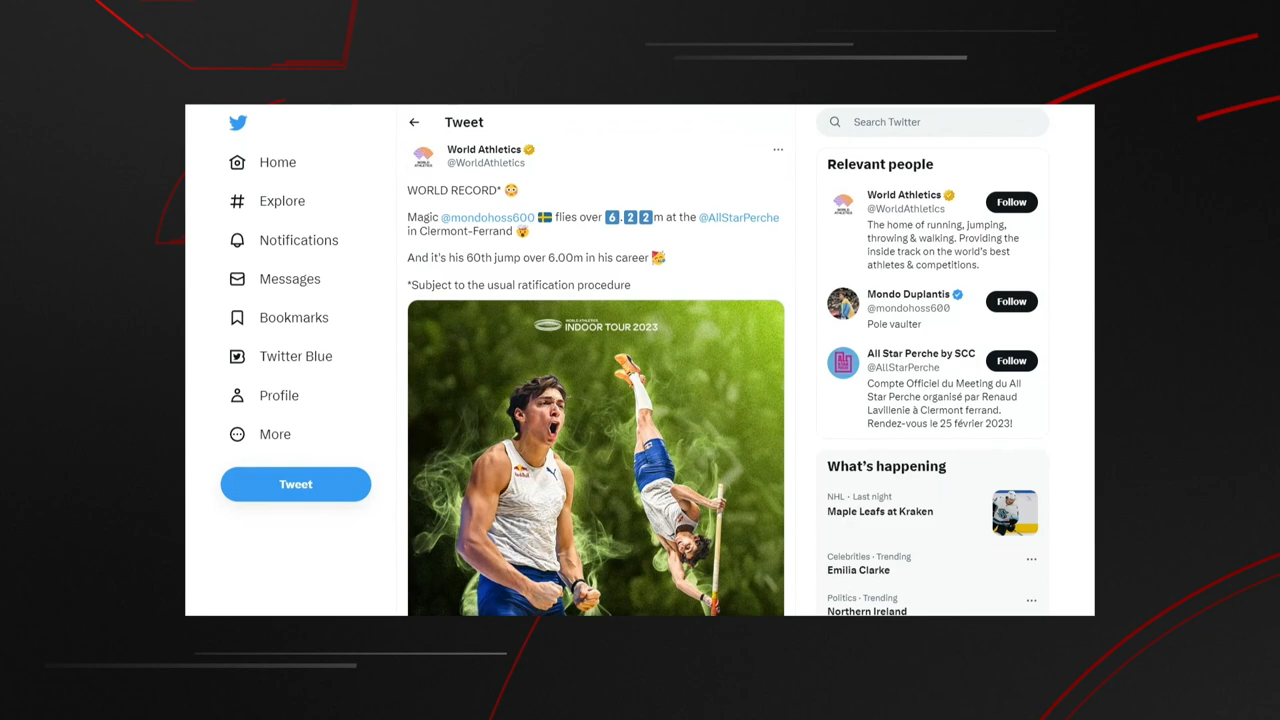 Home
Explore
Notifications
Messages
Bookmarks
Twitter Blue
Profile
More
Tweet
Tweet
World Athletics
@WorldAthletics
WORLD RECORD* 😳
Magic @mondohoss600 🇸🇪 flies over 6️⃣.2️⃣2️⃣m at the @AllStarPerche
in Clermont-Ferrand 🤯
And it's his 60th jump over 6.00m in his career 🥳
*Subject to the usual ratification procedure
WORLD ATHLETICS
INDOOR TOUR 2023
Search Twitter
Relevant people
World Athletics
@WorldAthletics
Follow
The home of running, jumping,
throwing & walking. Providing the
inside track on the world's best
athletes & competitions.
Mondo Duplantis
@mondohoss600
Follow
Pole vaulter
All Star Perche by SCC
@AllStarPerche
Follow
Compte Officiel du Meeting du All
Star Perche organisé par Renaud
Lavillenie à Clermont ferrand.
Rendez-vous le 25 février 2023!
What's happening
NHL · Last night
Maple Leafs at Kraken
Celebrities · Trending
Emilia Clarke
Politics · Trending
Northern Ireland